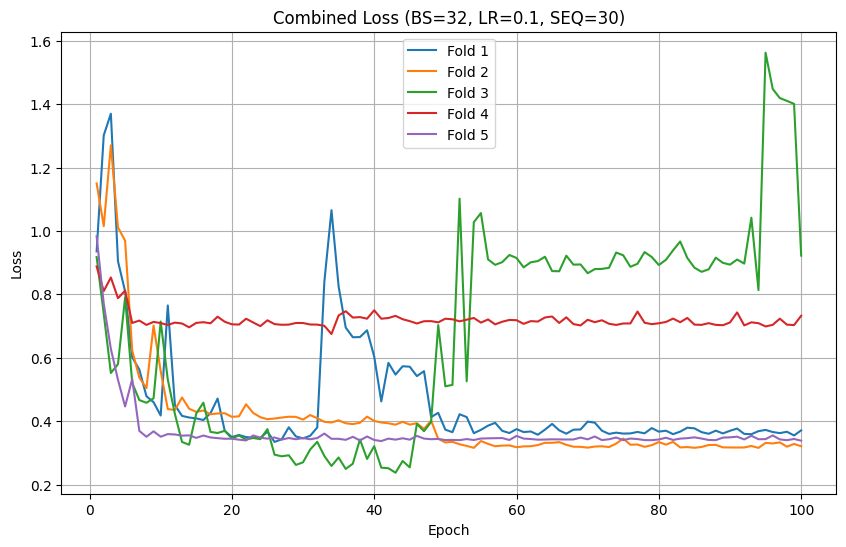 Combined Loss (BS=32, LR=0.1, SEQ=30)
1.6
1.4
1.2
1.0
0.8
0.6
0.4
0.2
Loss
Fold 1
Fold 2
Fold 3
Fold 4
Fold 5
0 20 40 60 80 100
Epoch